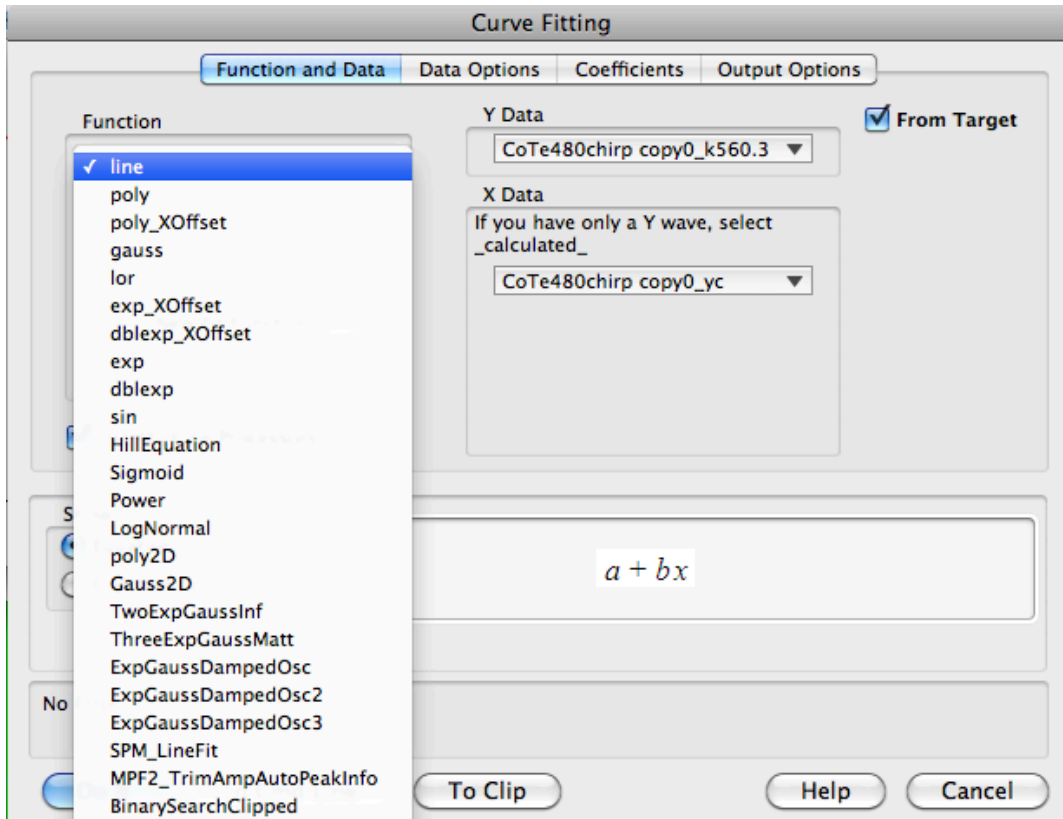 Curve Fitting
Function and Data
Data Options
Coefficients
Output Options
Function
✓ line
poly
poly_XOffset
gauss
lor
exp_XOffset
dblexp_XOffset
exp
dblexp
sin
HillEquation
Sigmoid
Power
LogNormal
poly2D
Gauss2D
TwoExpGaussInf
ThreeExpGaussMatt
ExpGaussDampedOsc
ExpGaussDampedOsc2
ExpGaussDampedOsc3
SPM_LineFit
MPF2_TrimAmpAutoPeakInfo
BinarySearchClipped
Y Data
CoTe480chirp copy0_k560.3
X Data
If you have only a Y wave, select
_calculated_
CoTe480chirp copy0_yc
From Target
a + bx
No
To Clip
Help
Cancel